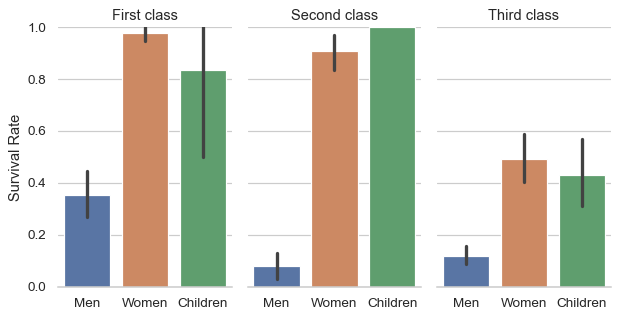 First class Second class Third class
Survival Rate
1.0
0.8
0.6
0.4
0.2
0.0
Men Women Children Men Women Children Men Women Children